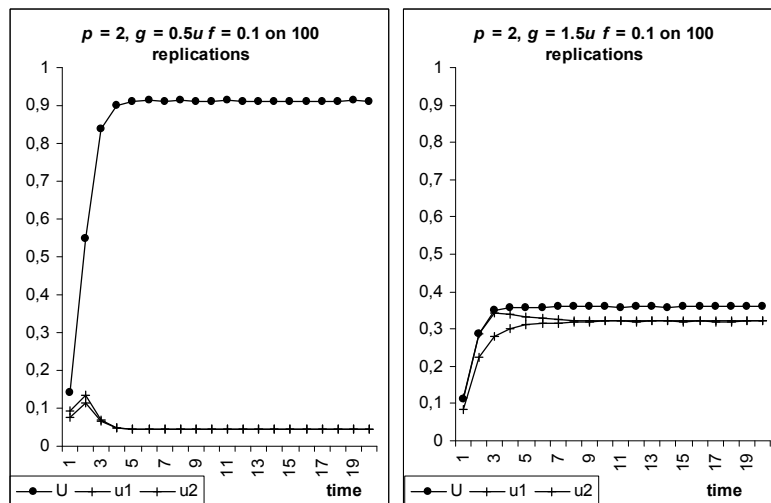 p = 2, g = 0.5u f = 0.1 on 100
replications
1
0,9
0,8
0,7
0,6
0,5
0,4
0,3
0,2
0,1
0
1 3 5 7 9 11 13 15 17 19
U u1 u2 time
p = 2, g = 1.5u f = 0.1 on 100
replications
1
0,9
0,8
0,7
0,6
0,5
0,4
0,3
0,2
0,1
0
1 3 5 7 9 11 13 15 17 19
U u1 u2 time